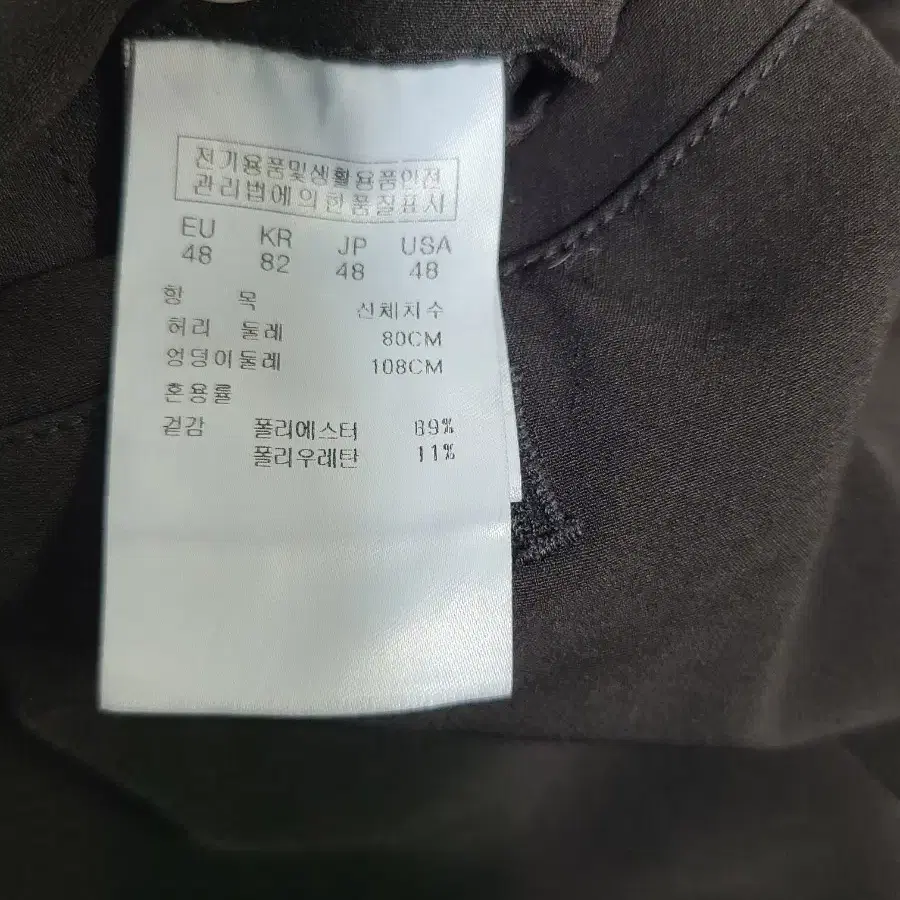 전기용품및생활용품안전
관리법에의한품질표시
EU KR JP USA
48 82 48 48
항 목 신체치수
허리 둘레 80CM
엉덩이둘레 108CM
혼용률
겉감 폴리에스터 89%
폴리우레탄 11%